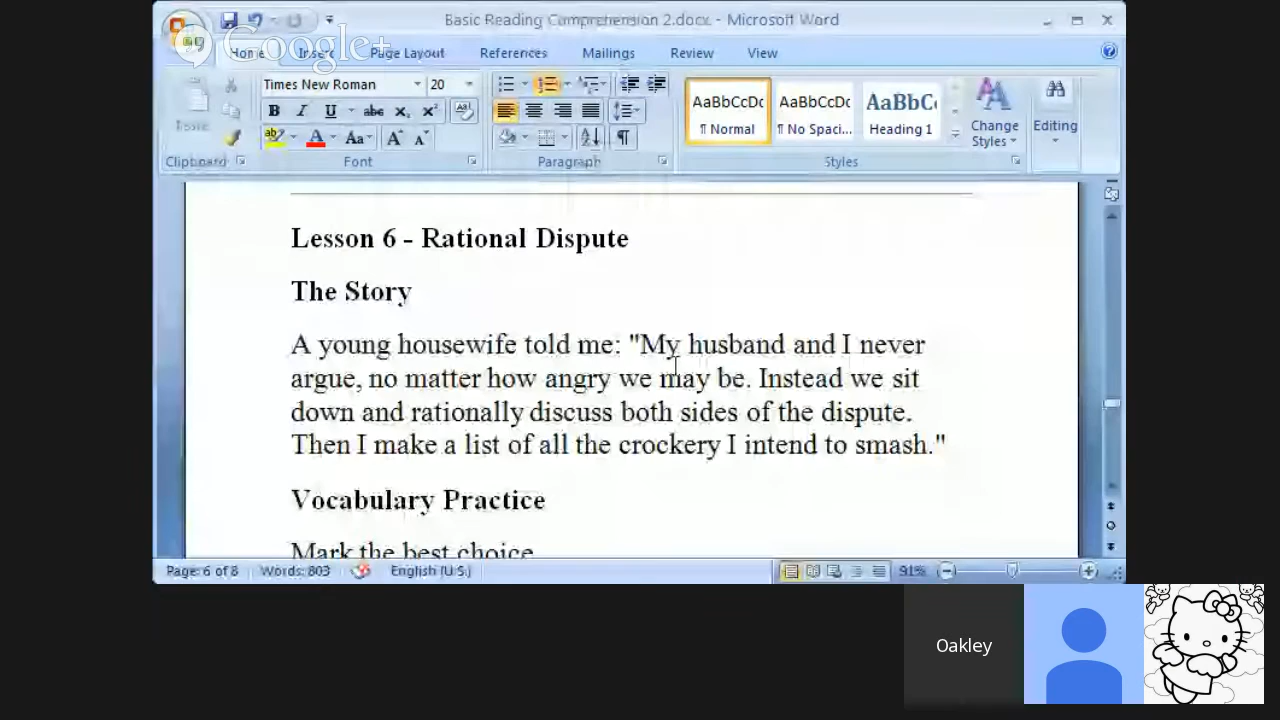 Basic Reading Comprehension 2.docx - Microsoft Word
Google+
Home Insert Page Layout References Mailings Review View
Times New Roman 20
AaBbCcDc AaBbCcDc AaBbC
¶ Normal ¶ No Spaci... Heading 1 Change Styles Editing
Clipboard Font Paragraph Styles
Lesson 6 - Rational Dispute
The Story
A young housewife told me: "My husband and I never
argue, no matter how angry we may be. Instead we sit
down and rationally discuss both sides of the dispute.
Then I make a list of all the crockery I intend to smash."
Vocabulary Practice
Mark the best choice
Page: 6 of 8 Words: 803 English (U.S.) 91%
Oakley